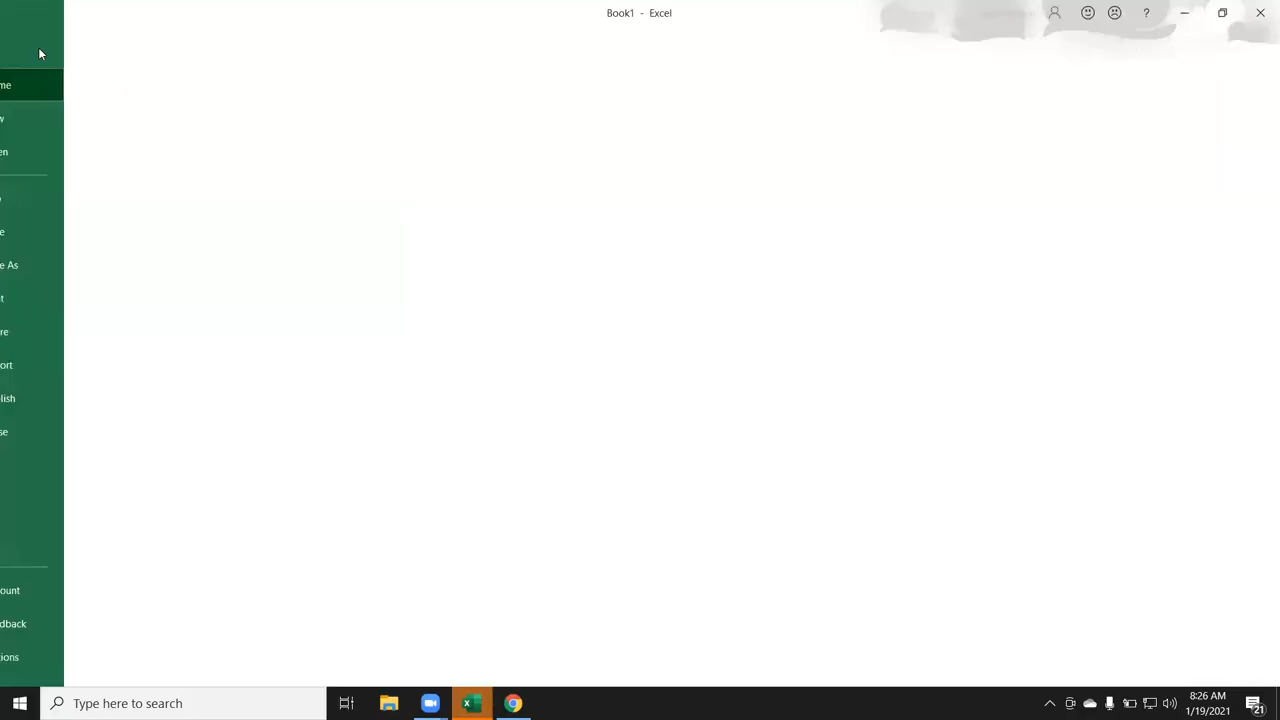 Book1 - Excel
?
me
w
en
o
e
e As
t
re
ort
lish
se
ount
dback
tions
Type here to search
8:26 AM
1/19/2021
21